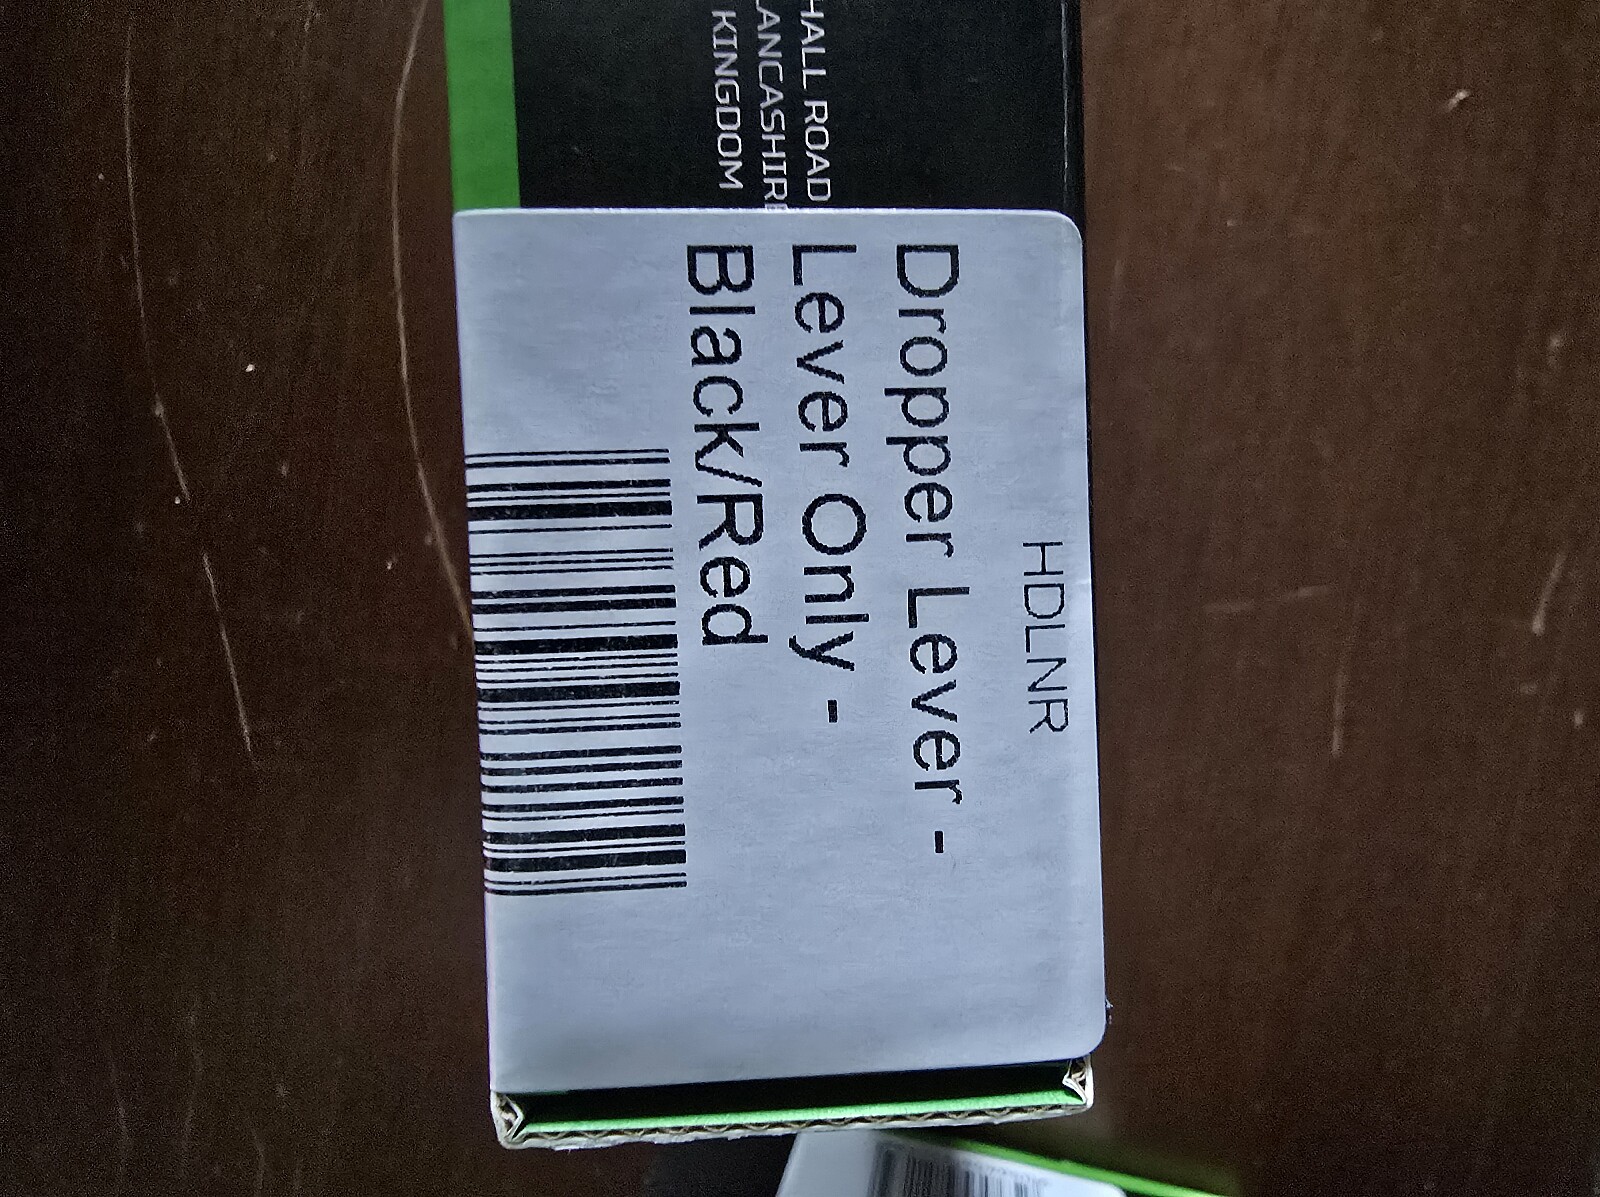 HALL ROAD
LANCASHIRE
KINGDOM
HDLNR
Dropper Lever -
Lever Only -
Black/Red